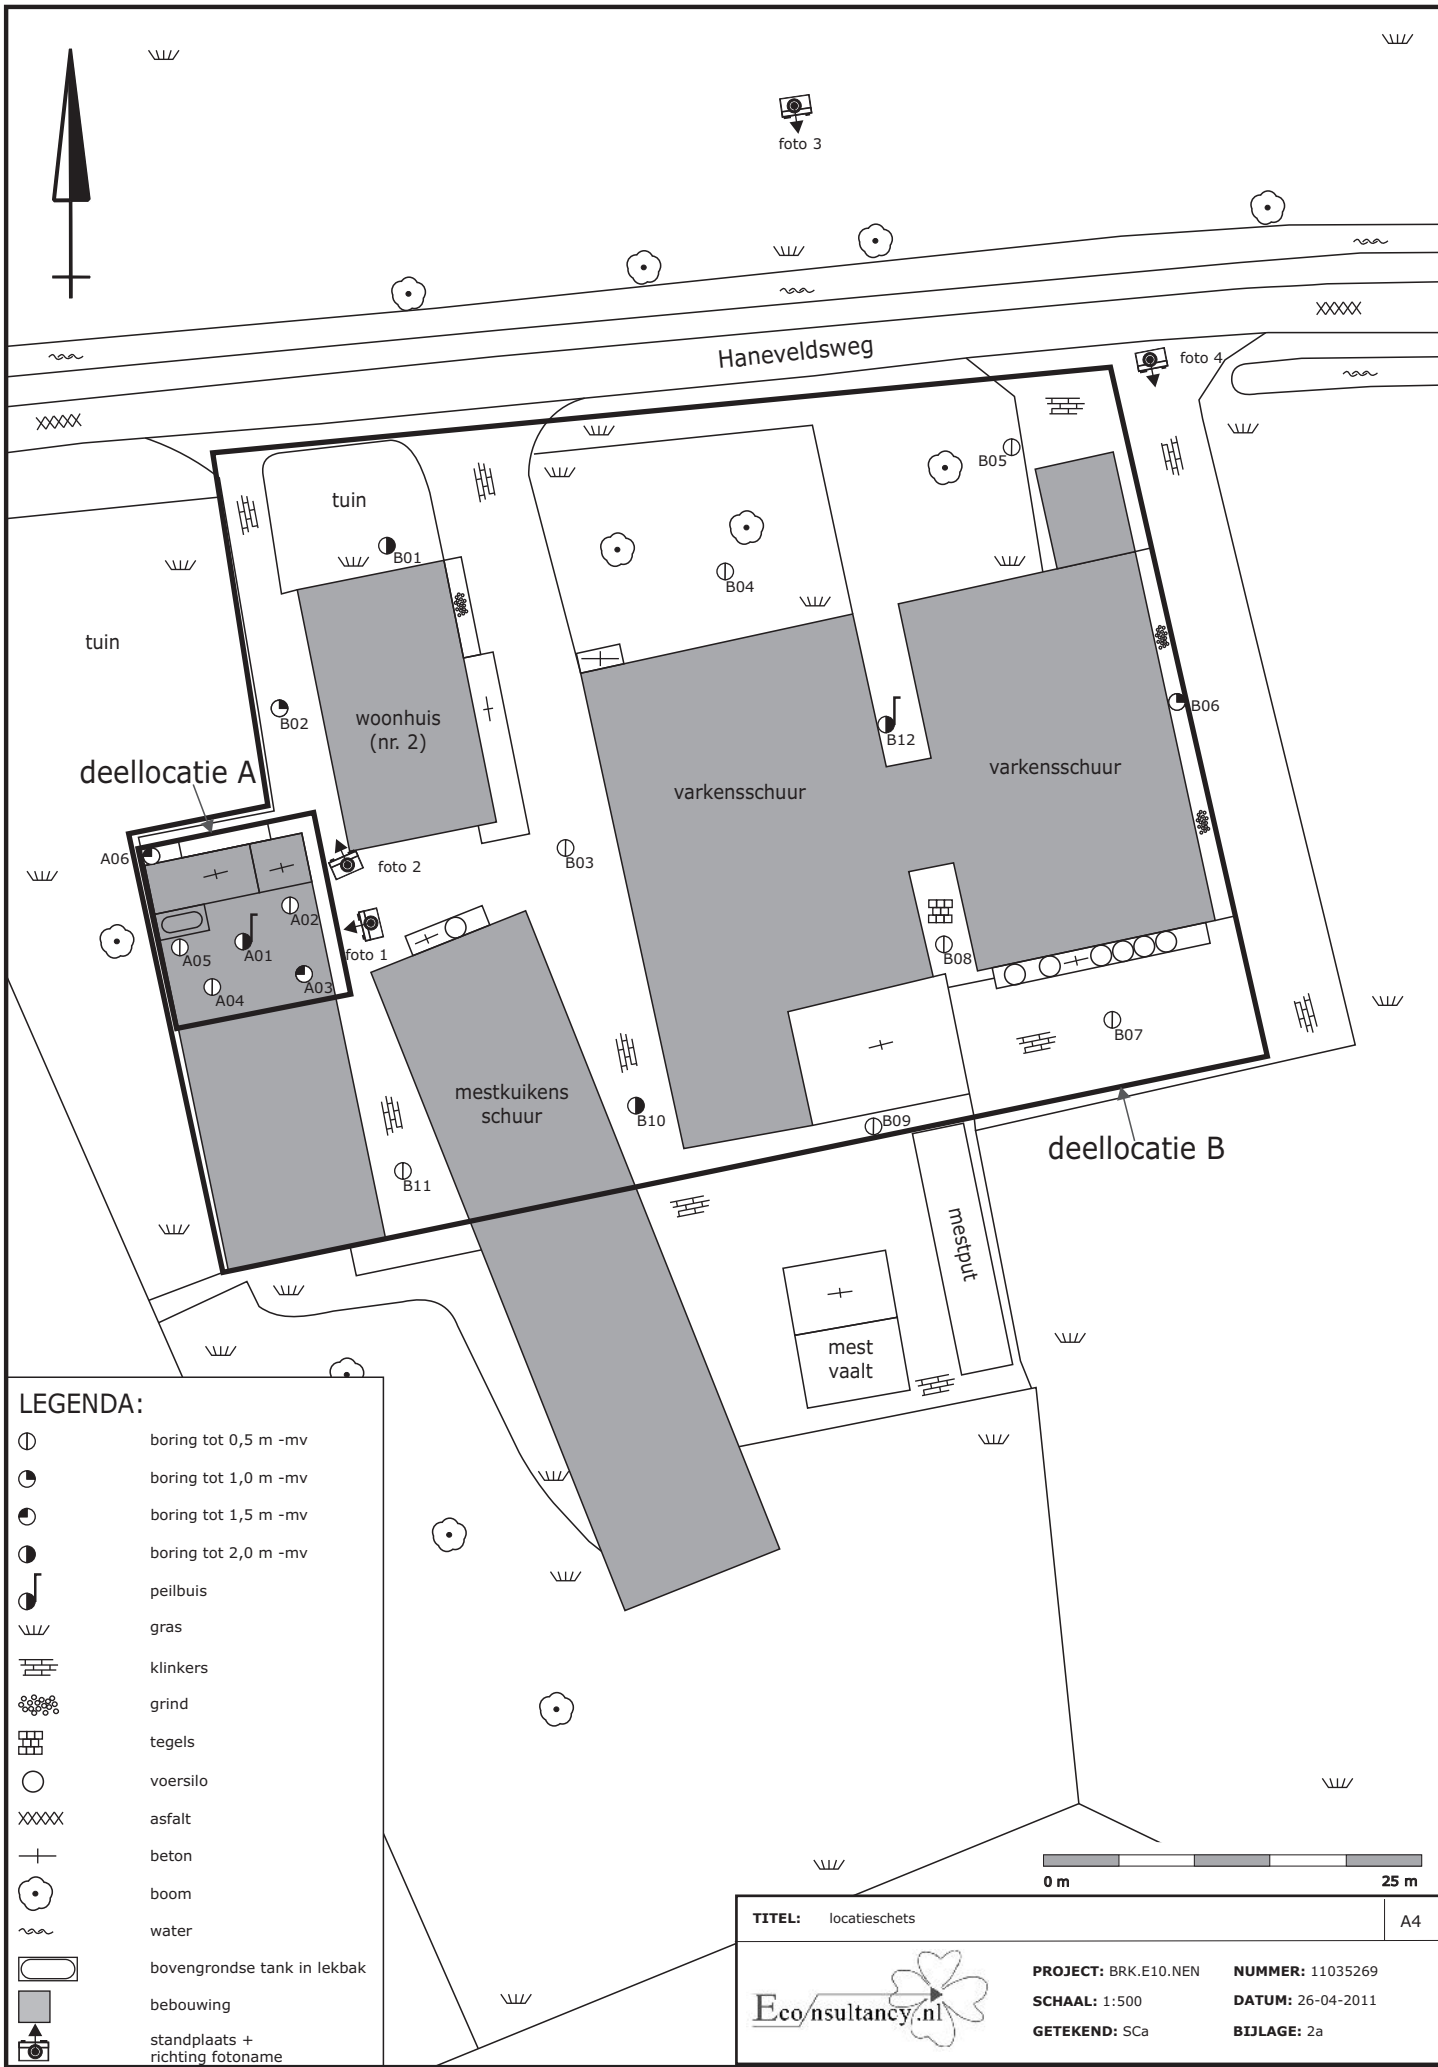 foto 3
Haneveldsweg
foto 4
B05
tuin
B01
B04
tuin
B02
woonhuis
(nr. 2)
B12
B06
deellocatie A
varkensschuur
varkensschuur
A06
foto 2
B03
A02
A05
A01
foto 1
B08
A04
A03
B07
mestkuikens
schuur
B10
B09
deellocatie B
B11
mestput
mest
vaalt
LEGENDA:
boring tot 0,5 m -mv
boring tot 1,0 m -mv
boring tot 1,5 m -mv
boring tot 2,0 m -mv
peilbuis
gras
klinkers
grind
tegels
voersilo
asfalt
beton
boom
water
bovengrondse tank in lekbak
bebouwing
standplaats +
richting fotoname
0 m 25 m
TITEL: locatieschets A4
Econsultancy.nl
PROJECT: BRK.E10.NEN NUMMER: 11035269
SCHAAL: 1:500 DATUM: 26-04-2011
GETEKEND: SCa BIJLAGE: 2a